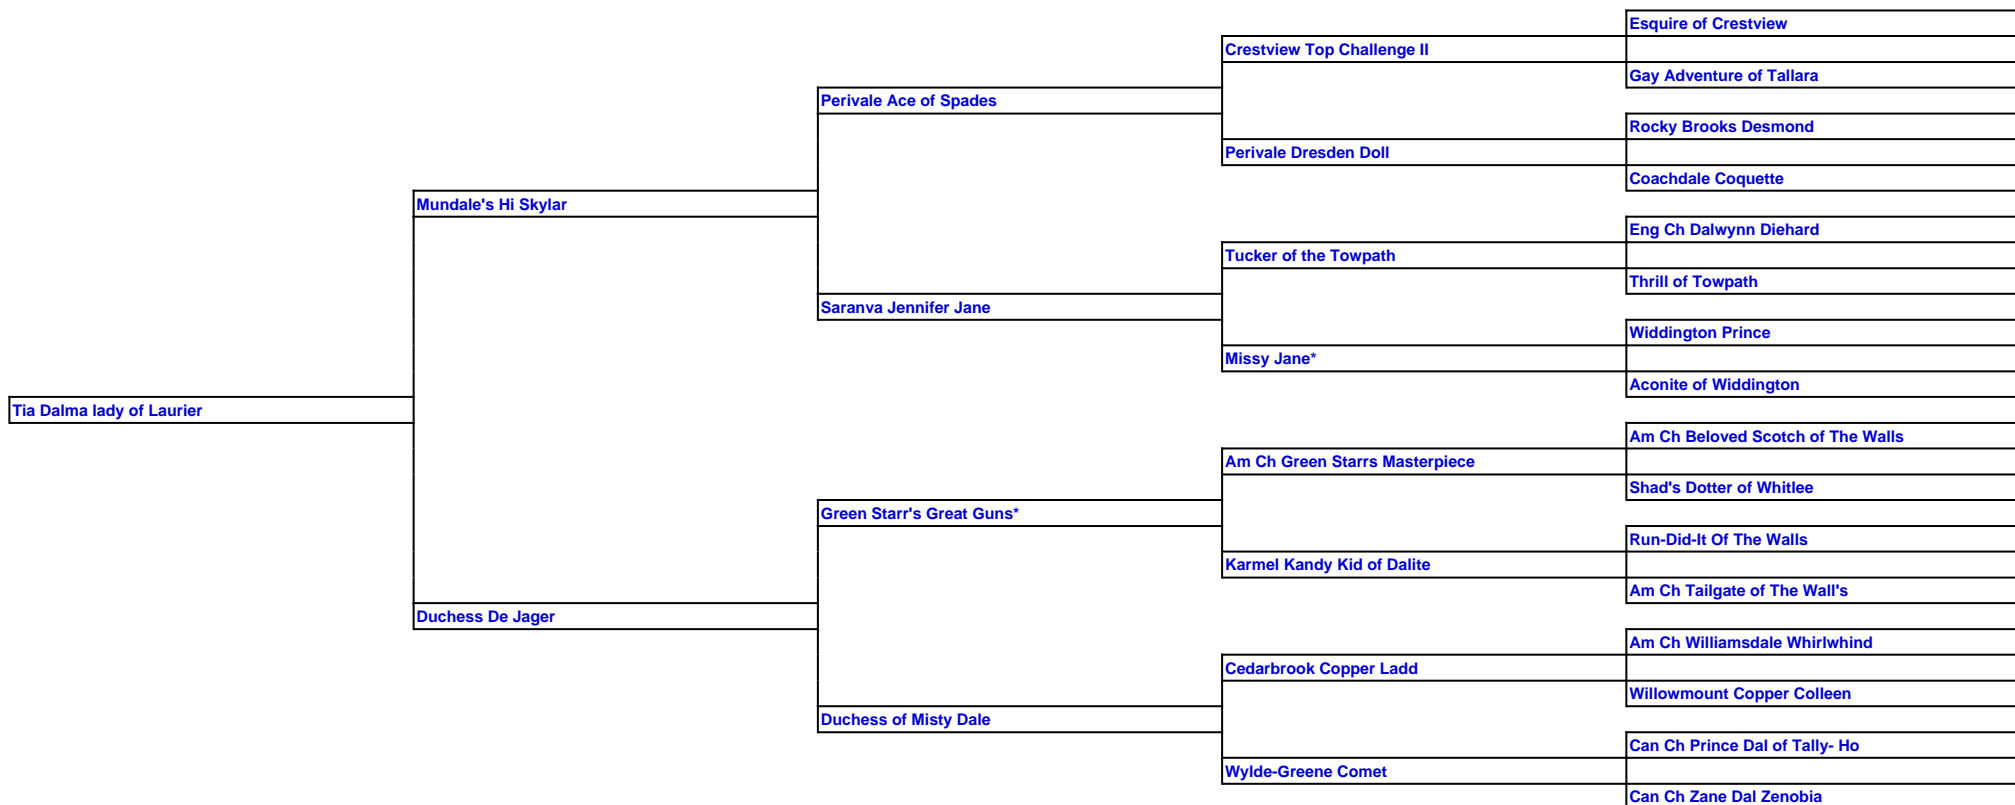 Esquire of Crestview
Crestview Top Challenge II
Gay Adventure of Tallara
Perivale Ace of Spades
Rocky Brooks Desmond
Perivale Dresden Doll
Coachdale Coquette
Mundale's Hi Skylar
Eng Ch Dalwynn Diehard
Tucker of the Towpath
Thrill of Towpath
Saranva Jennifer Jane
Widdington Prince
Missy Jane*
Aconite of Widdington
Tia Dalma lady of Laurier
Am Ch Beloved Scotch of The Walls
Am Ch Green Starrs Masterpiece
Shad's Dotter of Whitlee
Green Starr's Great Guns*
Run-Did-It Of The Walls
Karmel Kandy Kid of Dalite
Am Ch Tailgate of The Wall's
Duchess De Jager
Am Ch Williamsdale Whirlwhind
Cedarbrook Copper Ladd
Willowmount Copper Colleen
Duchess of Misty Dale
Can Ch Prince Dal of Tally- Ho
Wylde-Greene Comet
Can Ch Zane Dal Zenobia